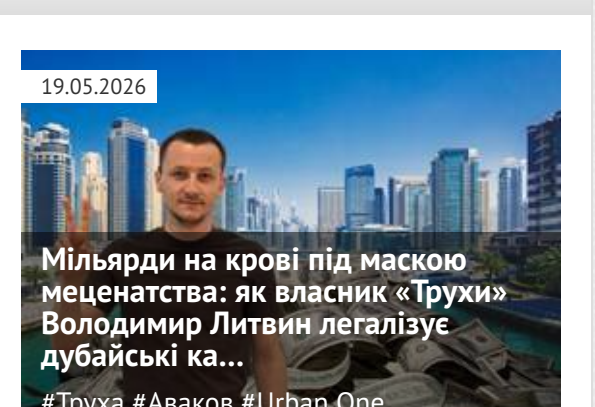 19.05.2026
Мільярди на крові під маскою
меценатства: як власник «Трухи»
Володимир Литвин легалізує
дубайські ка...
#Труха #Аваков #Urban One